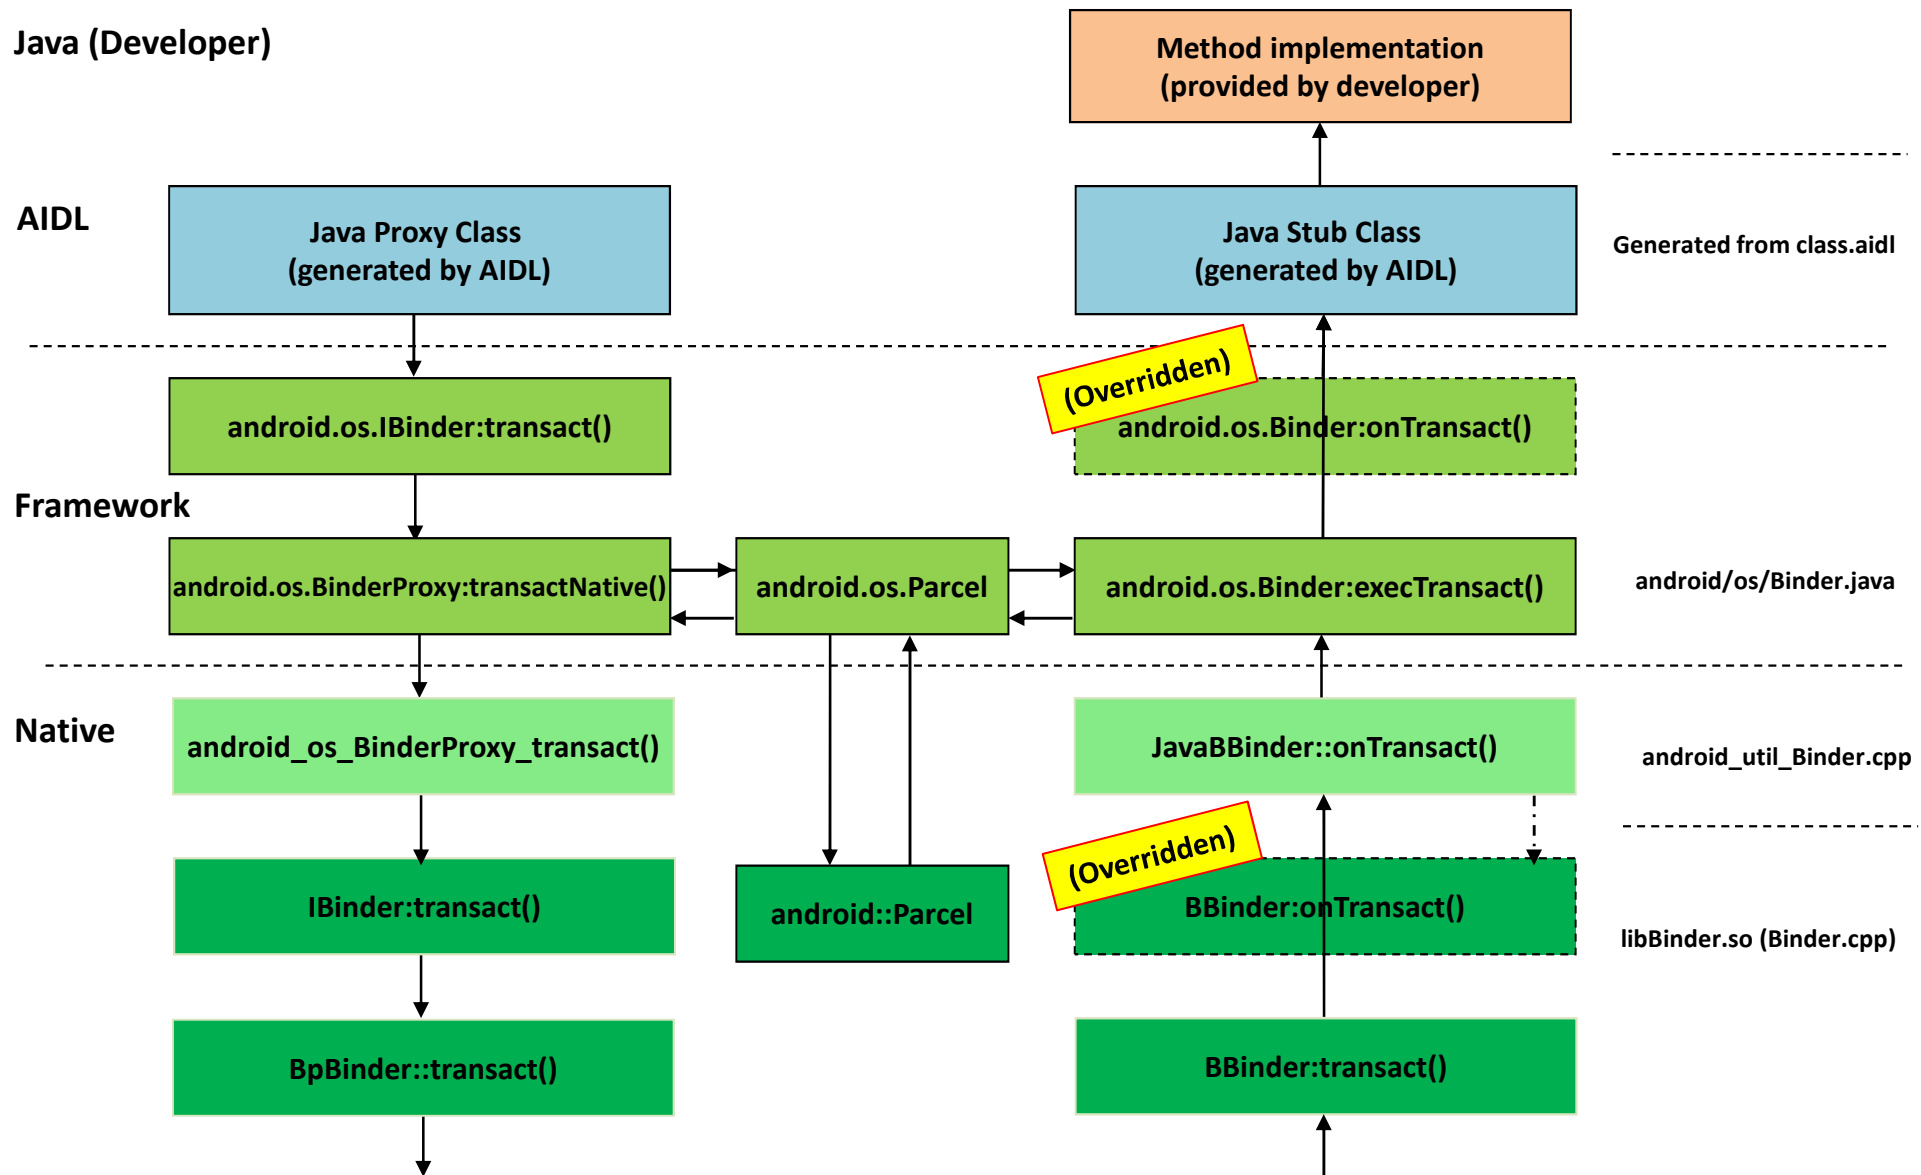 Java (Developer)
Method implementation
(provided by developer)
AIDL
Java Proxy Class
(generated by AIDL)
Java Stub Class
(generated by AIDL)
Generated from class.aidl
(Overridden)
android.os.IBinder:transact()
android.os.Binder:onTransact()
Framework
android.os.BinderProxy:transactNative()
android.os.Parcel
android.os.Binder:execTransact()
android/os/Binder.java
Native
android_os_BinderProxy_transact()
JavaBBinder::onTransact()
android_util_Binder.cpp
(Overridden)
IBinder:transact()
android::Parcel
BBinder:onTransact()
libBinder.so (Binder.cpp)
BpBinder::transact()
BBinder:transact()